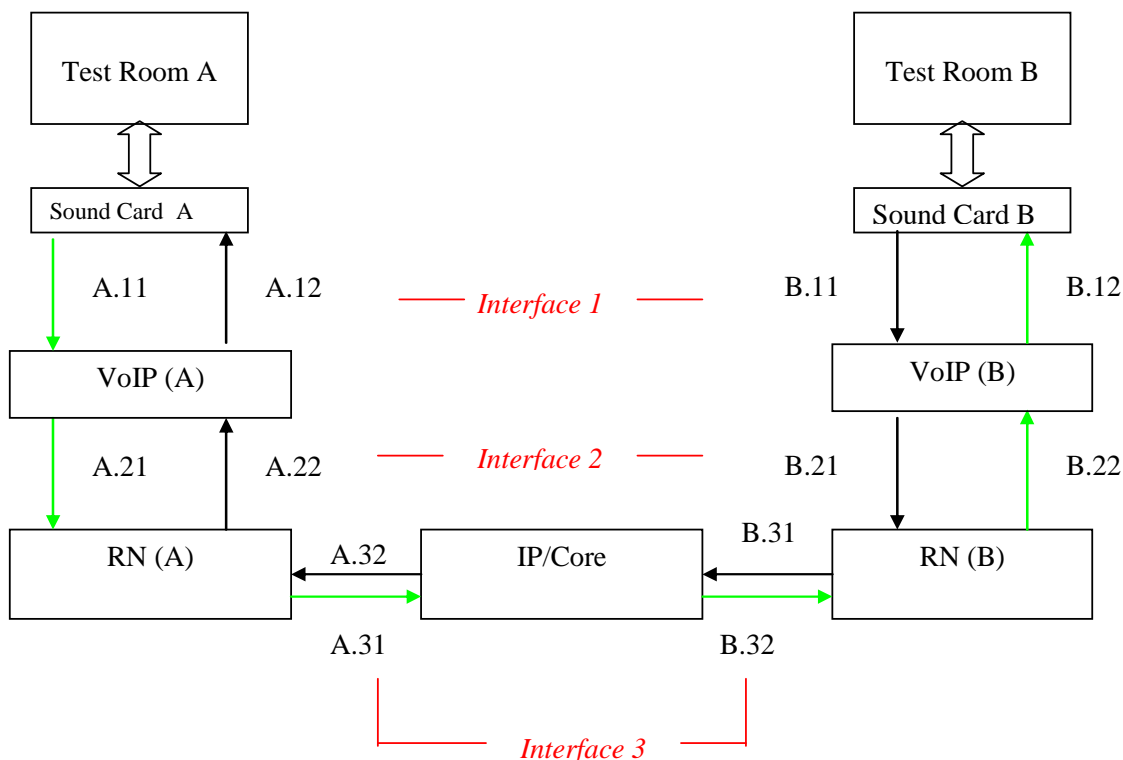 Test Room A
Test Room B
Sound Card A
Sound Card B
A.11
A.12
Interface 1
B.11
B.12
VoIP (A)
VoIP (B)
A.21
A.22
Interface 2
B.21
B.22
RN (A)
A.32
IP/Core
B.31
RN (B)
A.31
B.32
Interface 3